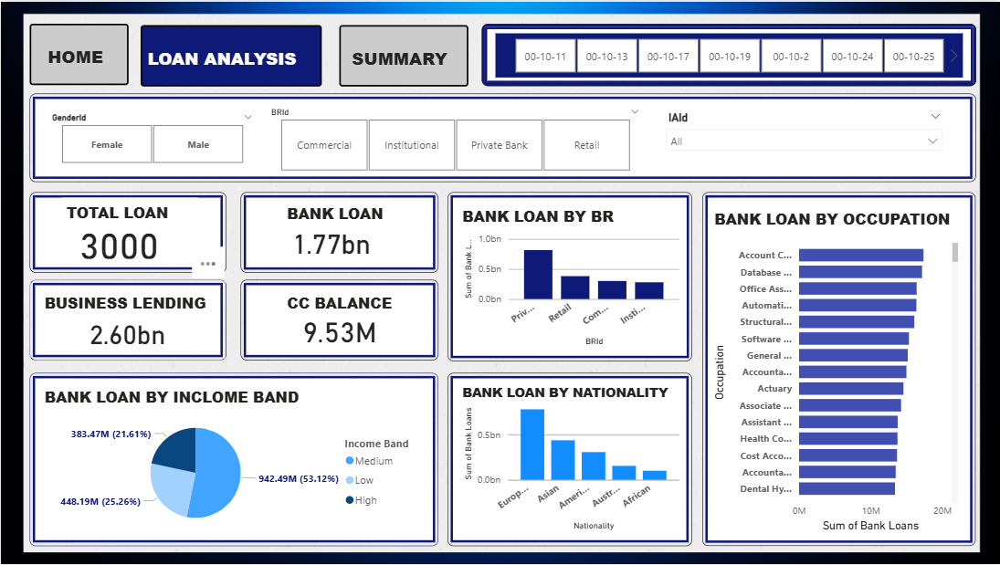 HOME
LOAN ANALYSIS
SUMMARY
00-10-11
00-10-13
00-10-17
00-10-19
00-10-2
00-10-24
00-10-25
GenderId
Female
Male
BRId
Commercial
Institutional
Private Bank
Retail
IAId
All
TOTAL LOAN
3000
...
BANK LOAN
1.77bn
BUSINESS LENDING
2.60bn
CC BALANCE
9.53M
BANK LOAN BY BR
Sum of Bank L...
1.0bn
0.5bn
0.0bn
Priv...
Retail
Com...
Insti...
BRId
BANK LOAN BY OCCUPATION
Occupation
Account C...
Database ...
Office Ass...
Automati...
Structural...
Software ...
General ...
Accounta...
Actuary
Associate ...
Assistant ...
Health Co...
Cost Acco...
Accounta...
Dental Hy...
0M
10M
20M
Sum of Bank Loans
BANK LOAN BY INCLOME BAND
383.47M (21.61%)
448.19M (25.26%)
942.49M (53.12%)
Income Band
Medium
Low
High
BANK LOAN BY NATIONALITY
Sum of Bank Loans
0.5bn
0.0bn
Europ...
Asian
Ameri...
Austr...
African
Nationality